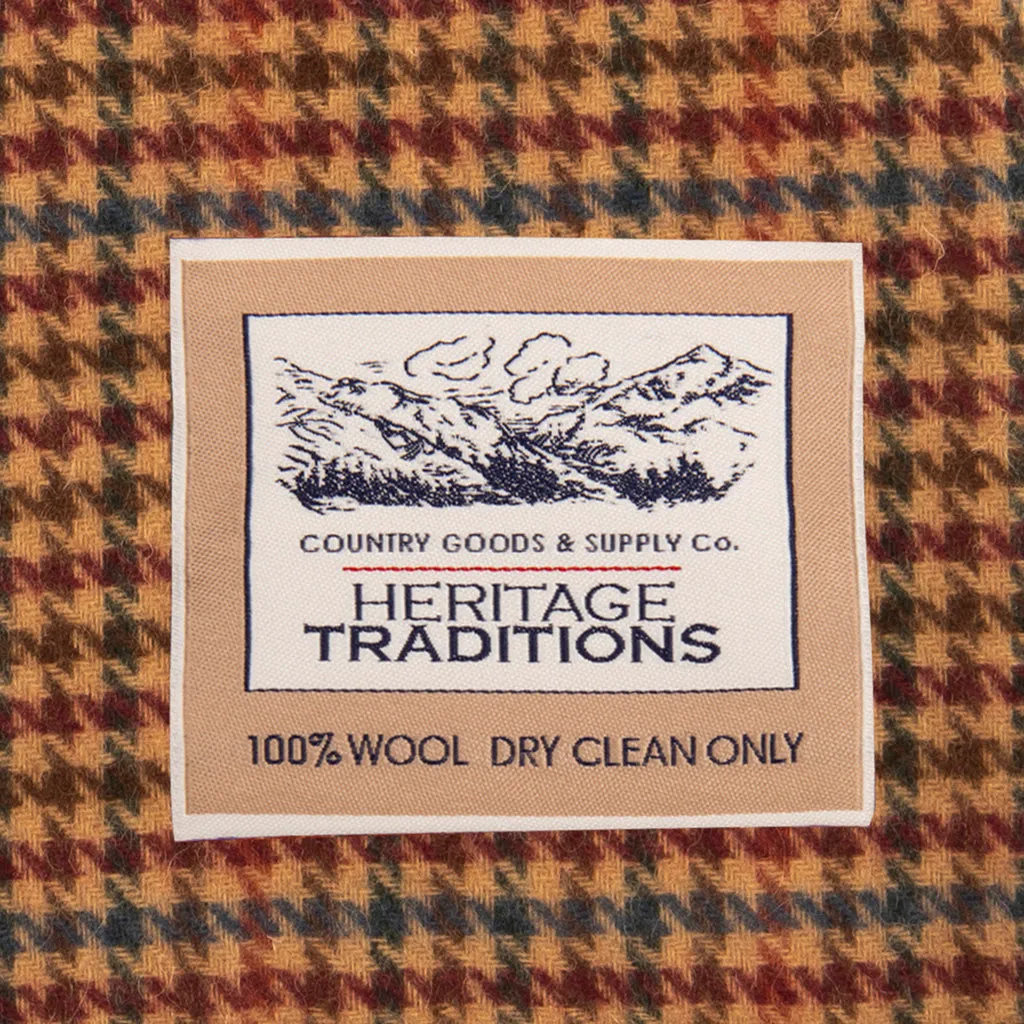 COUNTRY GOODS & SUPPLY Co.
HERITAGE
TRADITIONS
100% WOOL DRY CLEAN ONLY